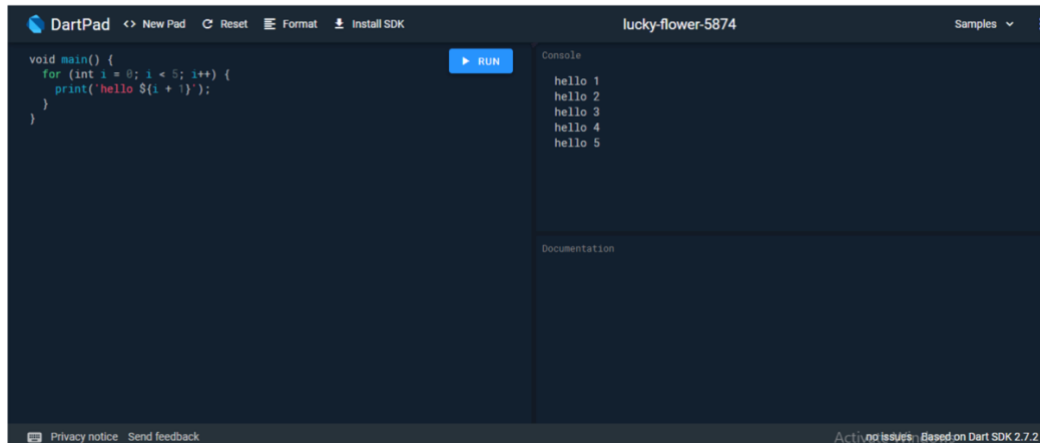 DartPad <> New Pad Reset Format Install SDK lucky-flower-5874 Samples
void main() {
for (int i = 0; i < 5; i++) {
print('hello ${i + 1}');
}
}
RUN
Console
hello 1
hello 2
hello 3
hello 4
hello 5
Documentation
Privacy notice Send feedback no issues Based on Dart SDK 2.7.2